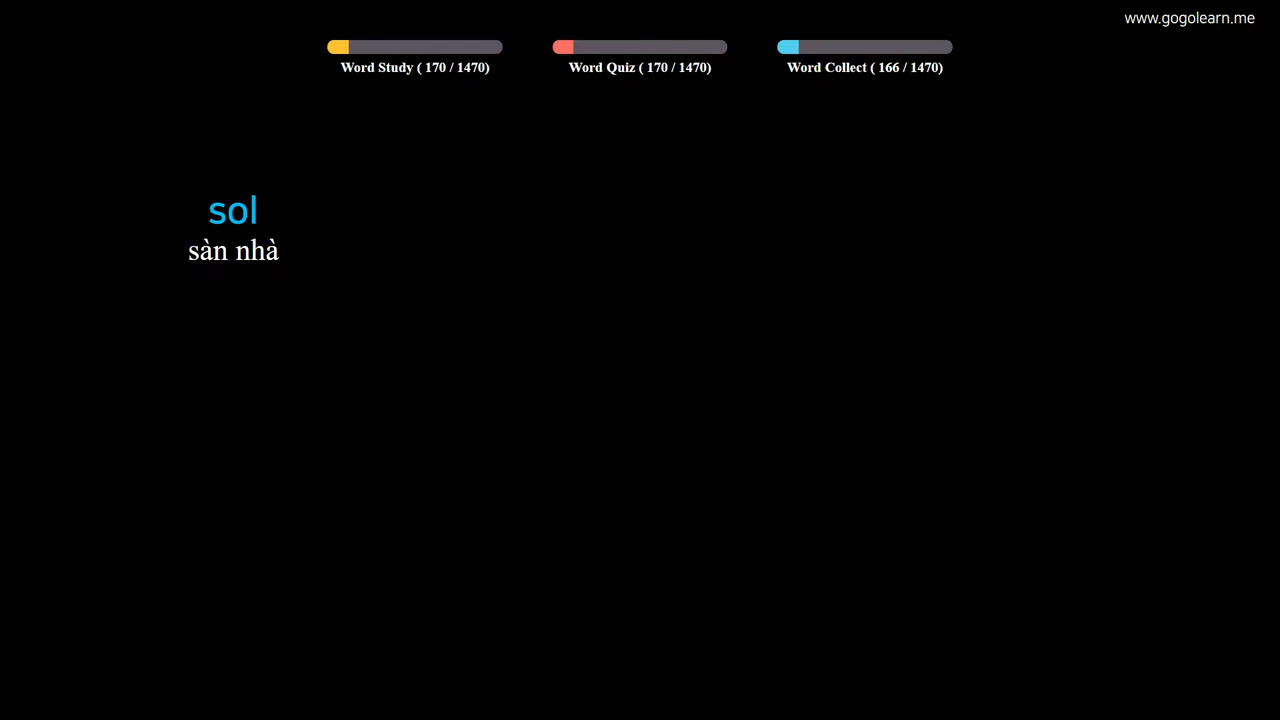 www.gogolearn.me
Word Study ( 170 / 1470)
Word Quiz ( 170 / 1470)
Word Collect ( 166 / 1470)
sol
sàn nhà